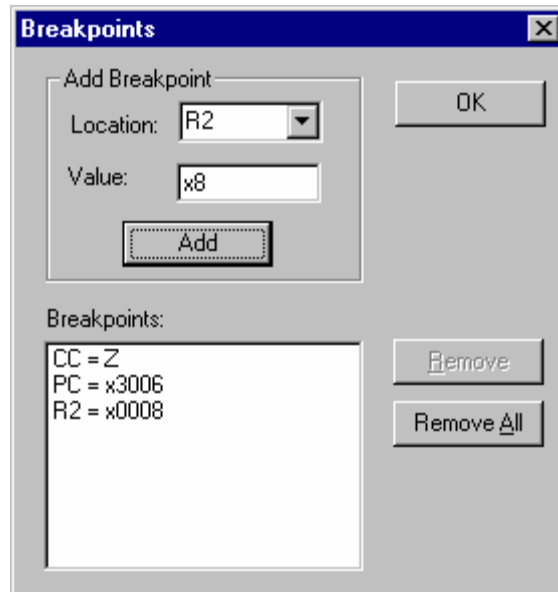 Breakpoints
Add Breakpoint
Location: R2
Value: x8
Add
OK
Breakpoints:
CC = Z
PC = x3006
R2 = x0008
Remove
Remove All